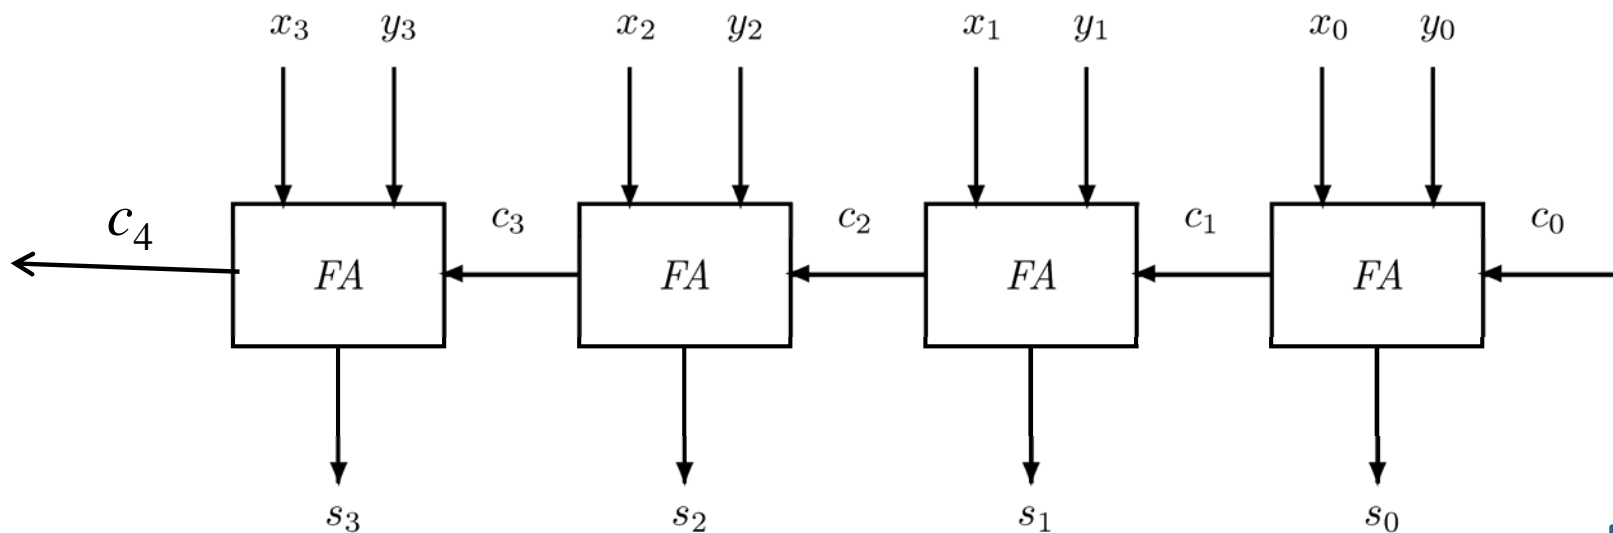 x₃ y₃ x₂ y₂ x₁ y₁ x₀ y₀
c₄ c₃ c₂ c₁ c₀
FA FA FA FA
s₃ s₂ s₁ s₀